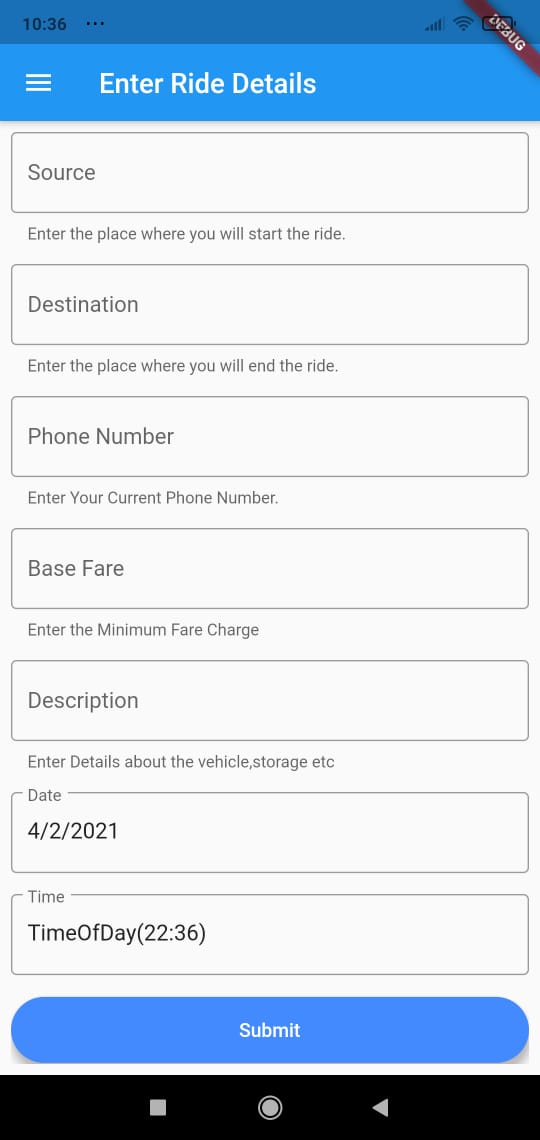 10:36 ...
DEBUG
Enter Ride Details
Source
Enter the place where you will start the ride.
Destination
Enter the place where you will end the ride.
Phone Number
Enter Your Current Phone Number.
Base Fare
Enter the Minimum Fare Charge
Description
Enter Details about the vehicle,storage etc
Date
4/2/2021
Time
TimeOfDay(22:36)
Submit